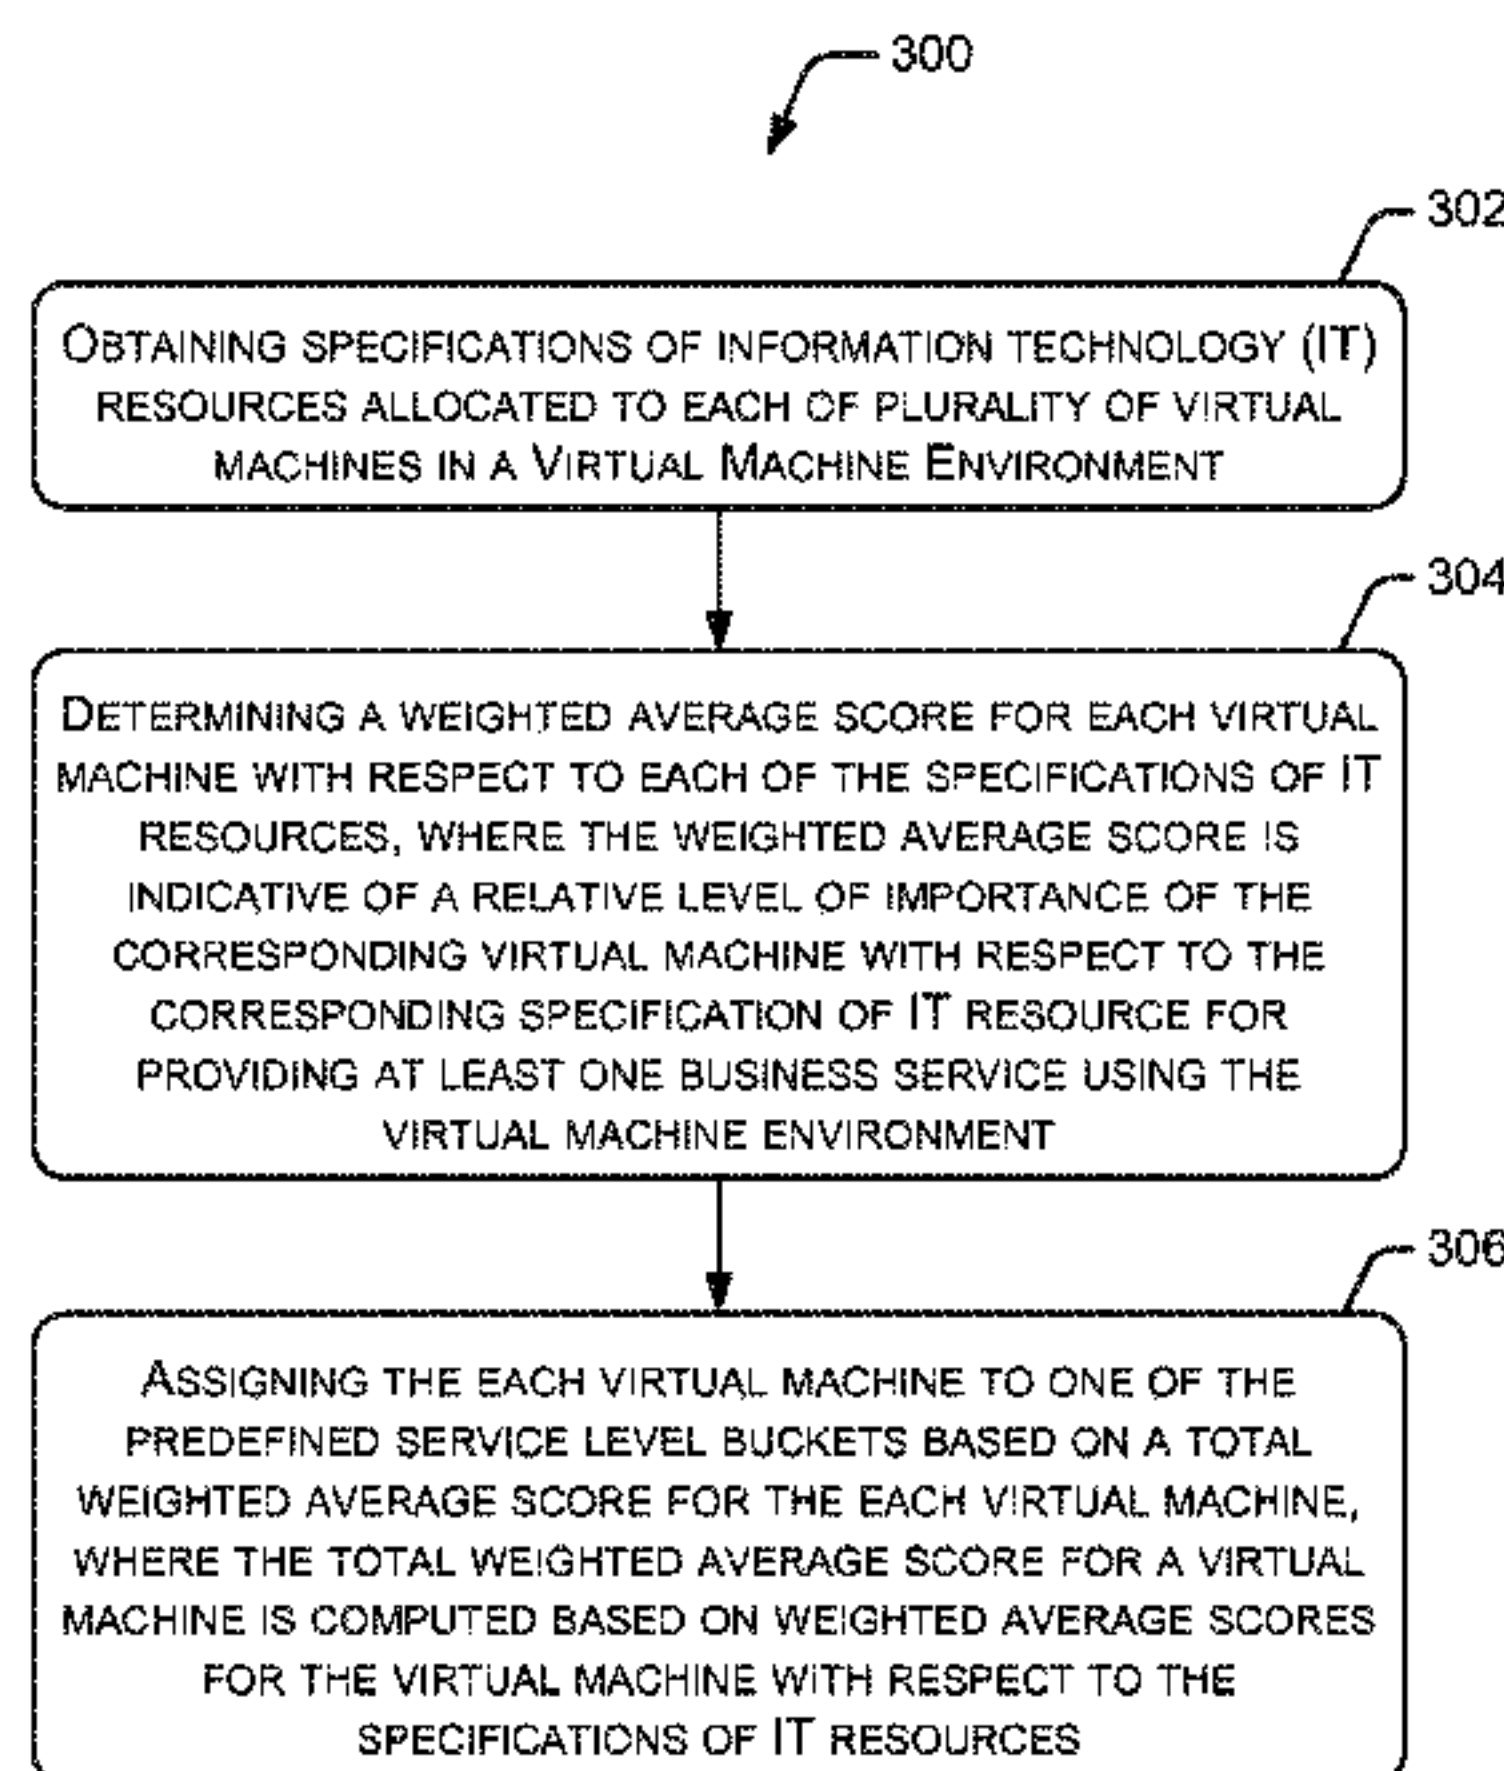 300
302
OBTAINING SPECIFICATIONS OF INFORMATION TECHNOLOGY (IT)
RESOURCES ALLOCATED TO EACH OF PLURALITY OF VIRTUAL
MACHINES IN A VIRTUAL MACHINE ENVIRONMENT
304
DETERMINING A WEIGHTED AVERAGE SCORE FOR EACH VIRTUAL
MACHINE WITH RESPECT TO EACH OF THE SPECIFICATIONS OF IT
RESOURCES, WHERE THE WEIGHTED AVERAGE SCORE IS
INDICATIVE OF A RELATIVE LEVEL OF IMPORTANCE OF THE
CORRESPONDING VIRTUAL MACHINE WITH RESPECT TO THE
CORRESPONDING SPECIFICATION OF IT RESOURCE FOR
PROVIDING AT LEAST ONE BUSINESS SERVICE USING THE
VIRTUAL MACHINE ENVIRONMENT
306
ASSIGNING THE EACH VIRTUAL MACHINE TO ONE OF THE
PREDEFINED SERVICE LEVEL BUCKETS BASED ON A TOTAL
WEIGHTED AVERAGE SCORE FOR THE EACH VIRTUAL MACHINE,
WHERE THE TOTAL WEIGHTED AVERAGE SCORE FOR A VIRTUAL
MACHINE IS COMPUTED BASED ON WEIGHTED AVERAGE SCORES
FOR THE VIRTUAL MACHINE WITH RESPECT TO THE
SPECIFICATIONS OF IT RESOURCES